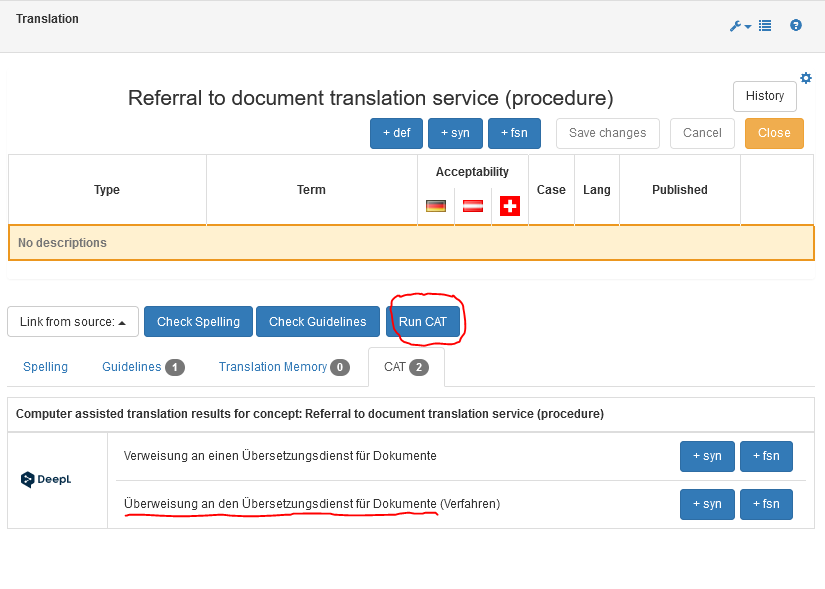 Translation
Referral to document translation service (procedure)
History
+ def + syn + fsn Save changes Cancel Close
Type Term Acceptability Case Lang Published
No descriptions
Link from source: Check Spelling Check Guidelines Run CAT
Spelling Guidelines 1 Translation Memory 0 CAT 2
Computer assisted translation results for concept: Referral to document translation service (procedure)
DeepL
Verweisung an einen Übersetzungsdienst für Dokumente + syn + fsn
Überweisung an den Übersetzungsdienst für Dokumente (Verfahren) + syn + fsn